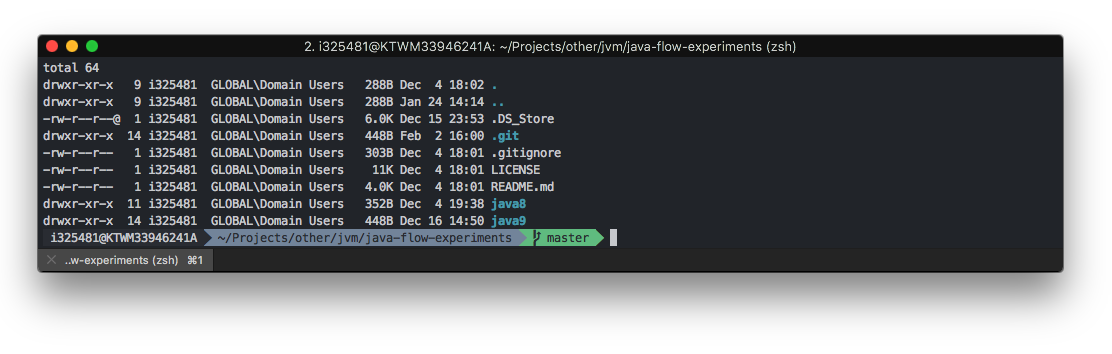 2. i325481@KTWM33946241A: ~/Projects/other/jvm/java-flow-experiments (zsh)
total 64
drwxr-xr-x   9 i325481  GLOBAL\Domain Users   288B Dec  4 18:02 .
drwxr-xr-x   9 i325481  GLOBAL\Domain Users   288B Jan 24 14:14 ..
-rw-r--r--@  1 i325481  GLOBAL\Domain Users   6.0K Dec 15 23:53 .DS_Store
drwxr-xr-x  14 i325481  GLOBAL\Domain Users   448B Feb  2 16:00 .git
-rw-r--r--   1 i325481  GLOBAL\Domain Users   303B Dec  4 18:01 .gitignore
-rw-r--r--   1 i325481  GLOBAL\Domain Users    11K Dec  4 18:01 LICENSE
-rw-r--r--   1 i325481  GLOBAL\Domain Users   4.0K Dec  4 18:01 README.md
drwxr-xr-x  11 i325481  GLOBAL\Domain Users   352B Dec  4 19:38 java8
drwxr-xr-x  14 i325481  GLOBAL\Domain Users   448B Dec 16 14:50 java9
i325481@KTWM33946241A ~/Projects/other/jvm/java-flow-experiments master
..w-experiments (zsh) ⌘1